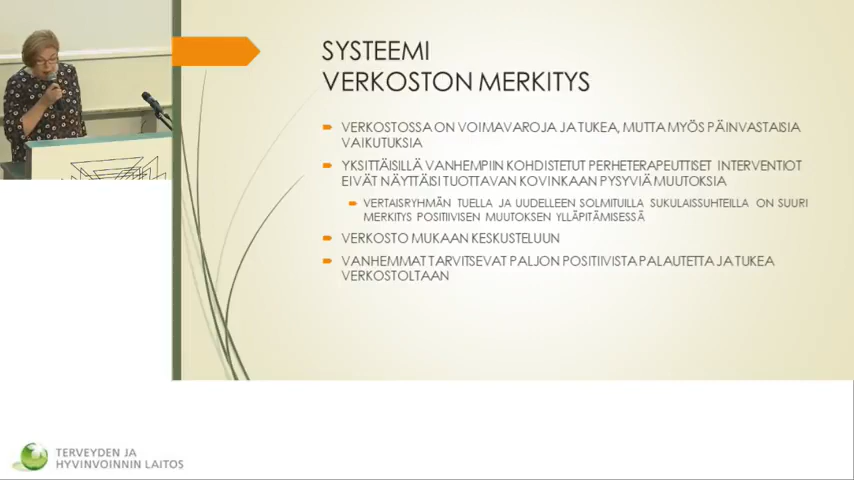 SYSTEEMI
VERKOSTON MERKITYS
VERKOSTOSSA ON VOIMAVAROJA JA TUKEA, MUTTA MYÖS PÄINVASTAISIA
VAIKUTUKSIA
YKSITTÄISILLÄ VANHEMPIIN KOHDISTETUT PERHETERAPEUTTISET INTERVENTIOT
EIVÄT NÄYTTÄISI TUOTTAVAN KOVINKAAN PYSYVIÄ MUUTOKSIA
VERTAISRYHMÄN TUELLA JA UUDELLEEN SOLMITUILLA SUKULAISSUHTEILLA ON SUURI
MERKITYS POSITIIVISEN MUUTOKSEN YLLÄPITÄMISESSÄ
VERKOSTO MUKAAN KESKUSTELUUN
VANHEMMAT TARVITSEVAT PALJON POSITIIVISTA PALAUTETTA JA TUKEA
VERKOSTOLTAAN
TERVEYDEN JA
HYVINVOINNIN LAITOS